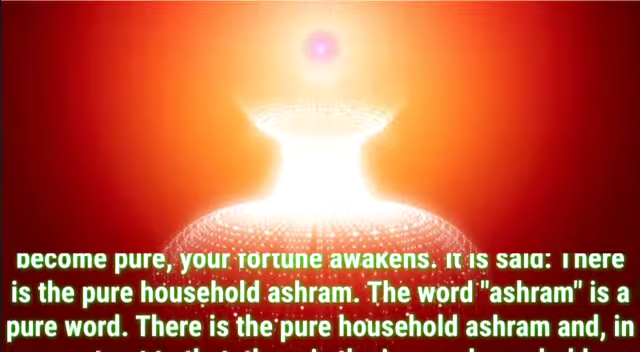 become pure, your fortune awakens. It is said: There
is the pure household ashram. The word "ashram" is a
pure word. There is the pure household ashram and, in